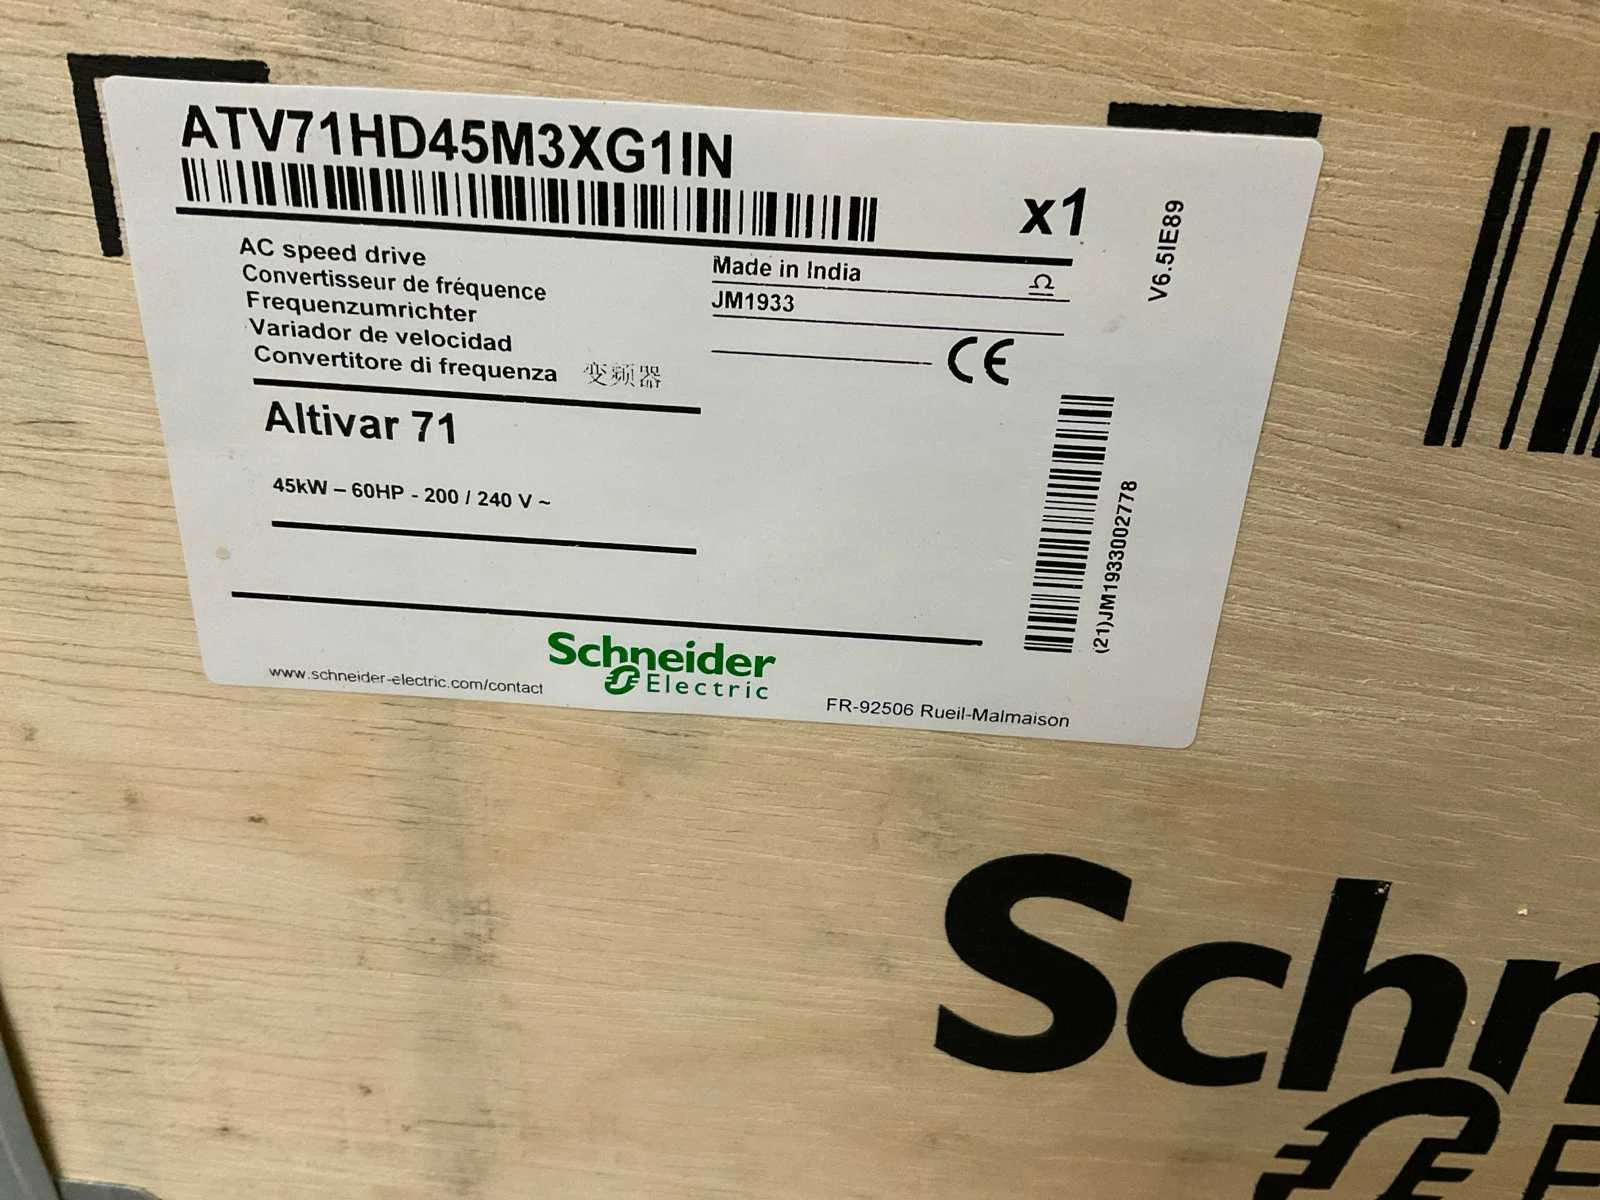 ATV71HD45M3XG1IN
x1
V6.5IE89
AC speed drive
Convertisseur de fréquence
Frequenzumrichter
Variador de velocidad
Convertitore di frequenza 变频器
Made in India
JM1933
CE
Altivar 71
45kW – 60HP - 200 / 240 V ~
(21)JM1933002778
Schneider
Electric
www.schneider-electric.com/contact
FR-92506 Rueil-Malmaison
Schn
E